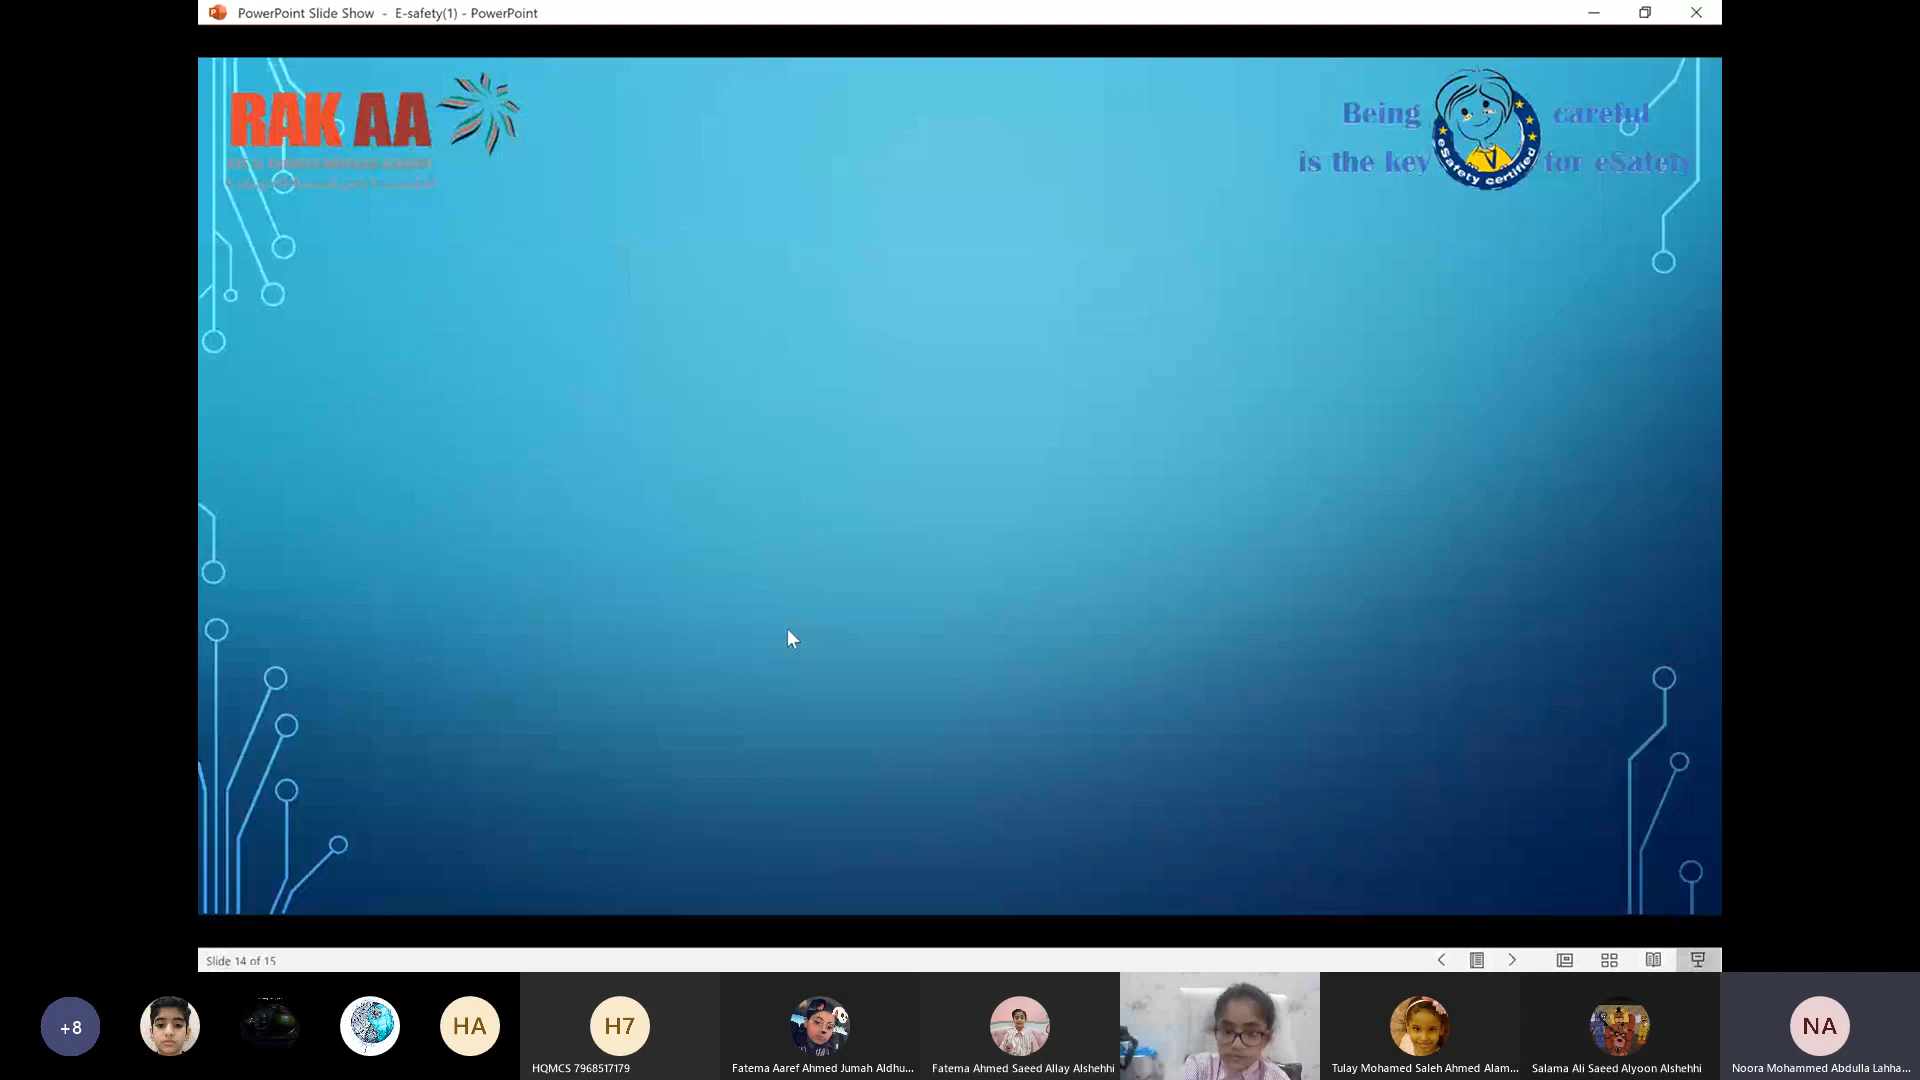 PowerPoint Slide Show - E-safety(1) - PowerPoint
RAK AA
Being careful
is the key for eSafety
eSafety certified
Slide 14 of 15
+8
HA
H7
HQMCS 7968517179
Fatema Aaref Ahmed Jumah Aldhu...
Fatema Ahmed Saeed Allay Alshehhi
Tulay Mohamed Saleh Ahmed Alam...
Salama Ali Saeed Alyoon Alshehhi
NA
Noora Mohammed Abdulla Lahha...